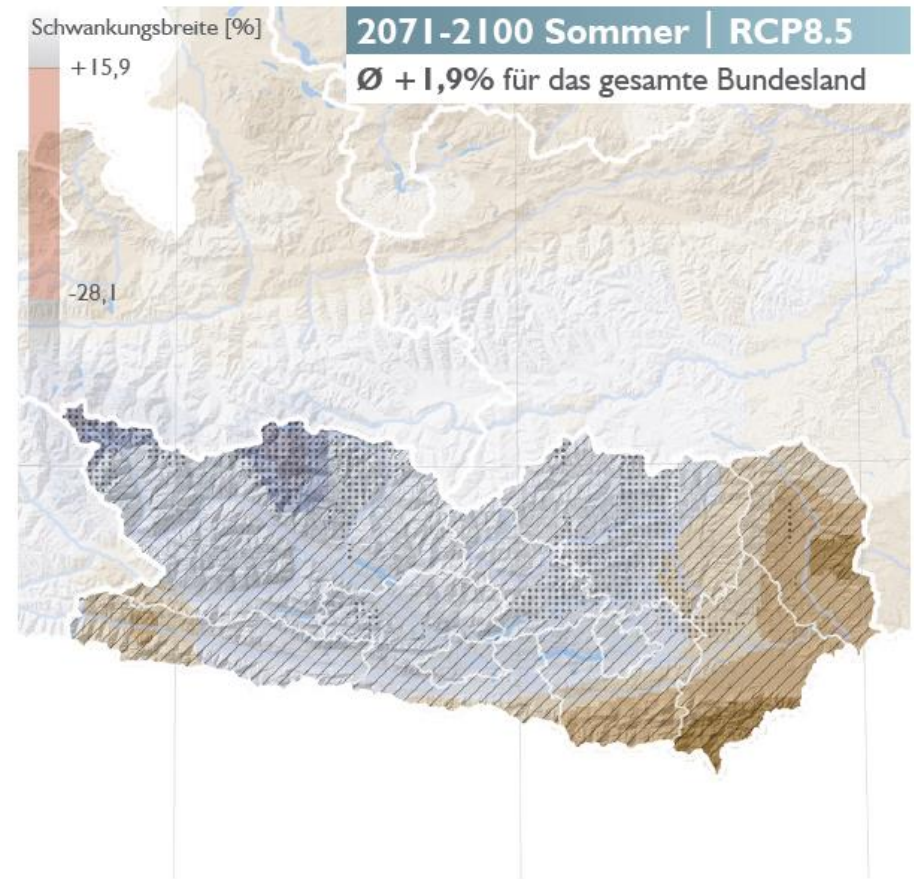 Schwankungsbreite [%]
+15,9
-28,1
2071-2100 Sommer | RCP8.5
Ø +1,9% für das gesamte Bundesland